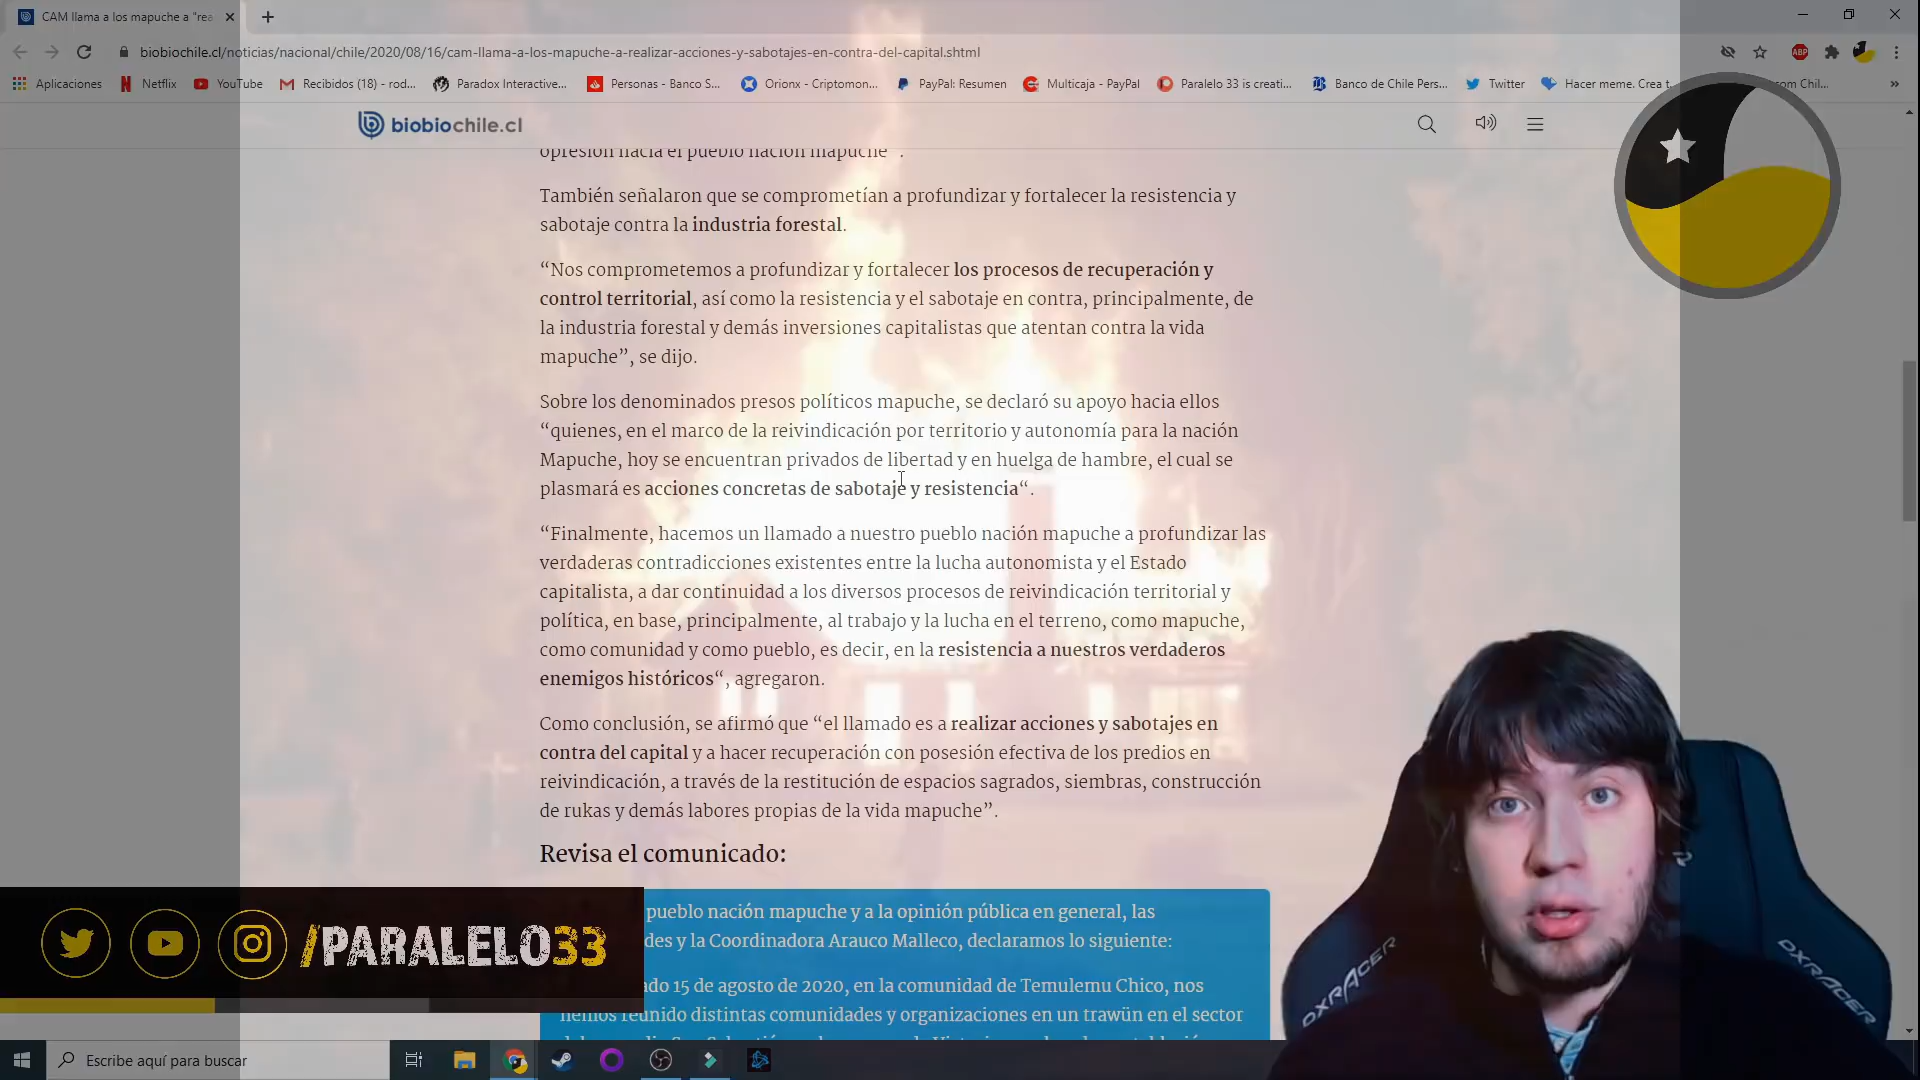 CAM llama a los mapuche a "rea
biobiochile.cl/noticias/nacional/chile/2020/08/16/cam-llama-a-los-mapuche-a-realizar-acciones-y-sabotajes-en-contra-del-capital.shtml
ABP
Aplicaciones
Netflix
YouTube
Recibidos (18) - rod...
Paradox Interactive...
Personas - Banco S...
Orionx - Criptomon...
PayPal: Resumen
Multicaja - PayPal
Paralelo 33 is creati...
Banco de Chile Pers...
Twitter
Hacer meme. Crea t...
com Chil...
biobiochile.cl
opresión hacia el pueblo nación mapuche".
También señalaron que se comprometían a profundizar y fortalecer la resistencia y
sabotaje contra la industria forestal.
“Nos comprometemos a profundizar y fortalecer los procesos de recuperación y
control territorial, así como la resistencia y el sabotaje en contra, principalmente, de
la industria forestal y demás inversiones capitalistas que atentan contra la vida
mapuche”, se dijo.
Sobre los denominados presos políticos mapuche, se declaró su apoyo hacia ellos
“quienes, en el marco de la reivindicación por territorio y autonomía para la nación
Mapuche, hoy se encuentran privados de libertad y en huelga de hambre, el cual se
plasmará es acciones concretas de sabotaje y resistencia“.
“Finalmente, hacemos un llamado a nuestro pueblo nación mapuche a profundizar las
verdaderas contradicciones existentes entre la lucha autonomista y el Estado
capitalista, a dar continuidad a los diversos procesos de reivindicación territorial y
política, en base, principalmente, al trabajo y la lucha en el terreno, como mapuche,
como comunidad y como pueblo, es decir, en la resistencia a nuestros verdaderos
enemigos históricos“, agregaron.
Como conclusión, se afirmó que “el llamado es a realizar acciones y sabotajes en
contra del capital y a hacer recuperación con posesión efectiva de los predios en
reivindicación, a través de la restitución de espacios sagrados, siembras, construcción
de rukas y demás labores propias de la vida mapuche”.
Revisa el comunicado:
pueblo nación mapuche y a la opinión pública en general, las
des y la Coordinadora Arauco Malleco, declaramos lo siguiente:
ado 15 de agosto de 2020, en la comunidad de Temulemu Chico, nos
hemos reunido distintas comunidades y organizaciones en un trawün en el sector
/PARALELO33
DXRACER
DXRACER
Escribe aquí para buscar